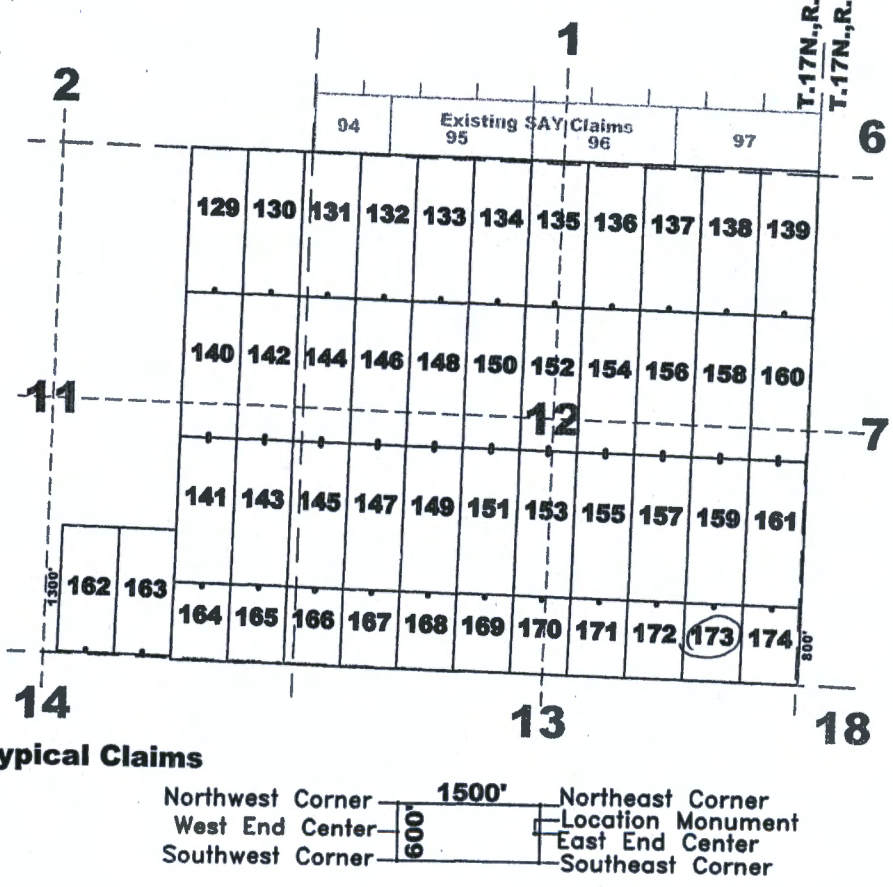 T.17N.,R.
T.17N.,R.
1
2
94
Existing SAY Claims
95
96
97
6
129 130 131 132 133 134 135 136 137 138 139
140 142 144 146 148 150 152 154 156 158 160
11
12
7
141 143 145 147 149 151 153 155 157 159 161
1300'
162 163
164 165 166 167 168 169 170 171 172 173 174
800'
14
13
18
ypical Claims
Northwest Corner
1500'
Northeast Corner
West End Center
600'
Location Monument
East End Center
Southwest Corner
Southeast Corner